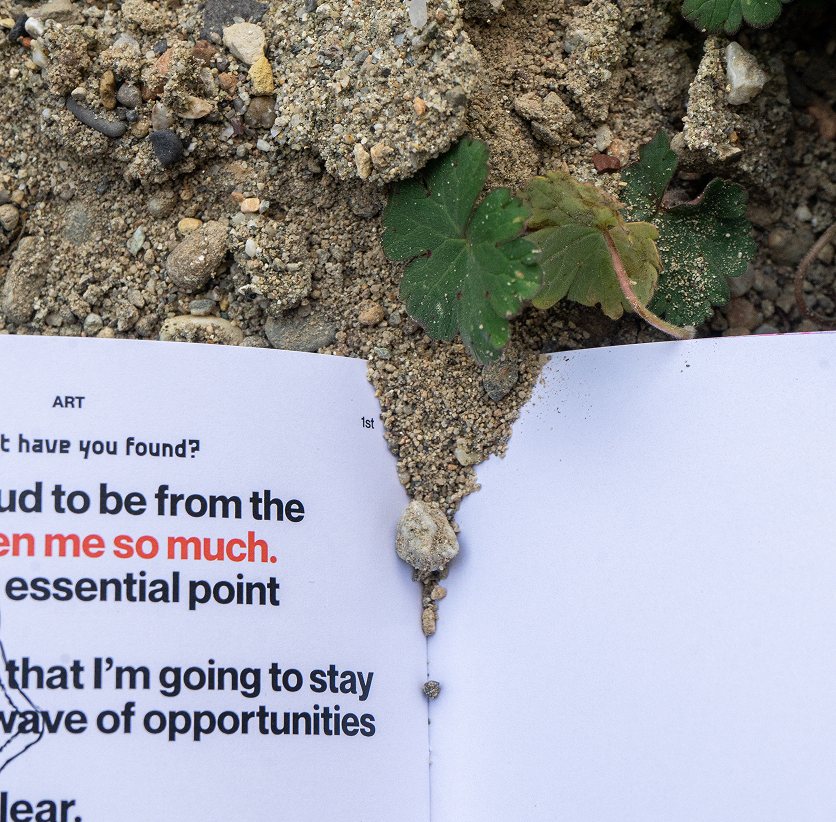 ART
1st
t have you found?
ud to be from the
en me so much.
essential point
that I'm going to stay
wave of opportunities
lear.